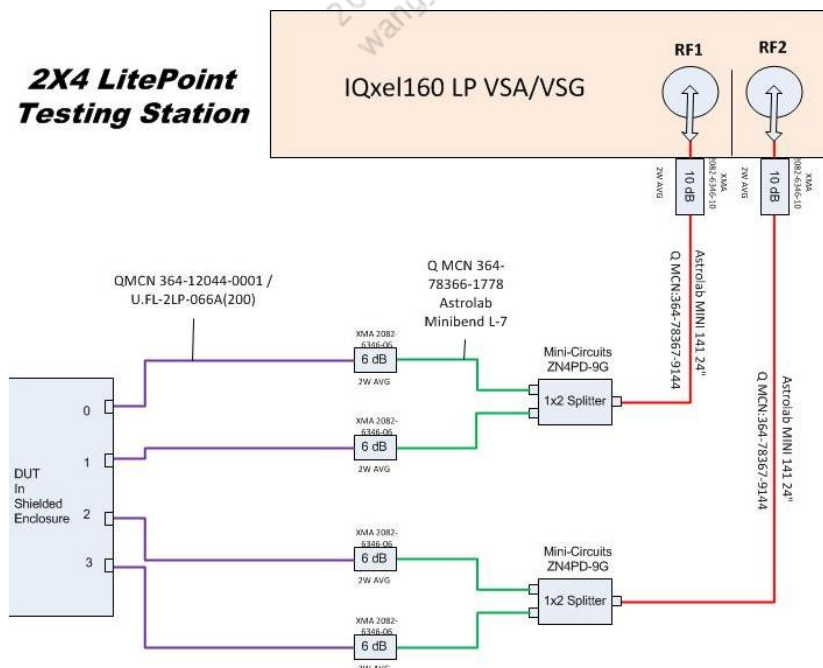 2X4 LitePoint
Testing Station
IQxel160 LP VSA/VSG
RF1
RF2
2W AVG
10 dB
XMA
2082-6346-10
2W AVG
10 dB
XMA
2082-6346-10
Astrolab MINI 141 24"
Q MCN:364-78367-9144
Astrolab MINI 141 24"
Q MCN:364-78367-9144
QMCN 364-12044-0001 /
U.FL-2LP-066A(200)
Q MCN 364-
78366-1778
Astrolab
Minibend L-7
XMA 2082-
6346-06
6 dB
2W AVG
XMA 2082-
6346-06
6 dB
2W AVG
Mini-Circuits
ZN4PD-9G
1x2 Splitter
DUT
In
Shielded
Enclosure
0
1
2
3
XMA 2082-
6346-06
6 dB
2W AVG
XMA 2082-
6346-06
6 dB
2W AVG
Mini-Circuits
ZN4PD-9G
1x2 Splitter